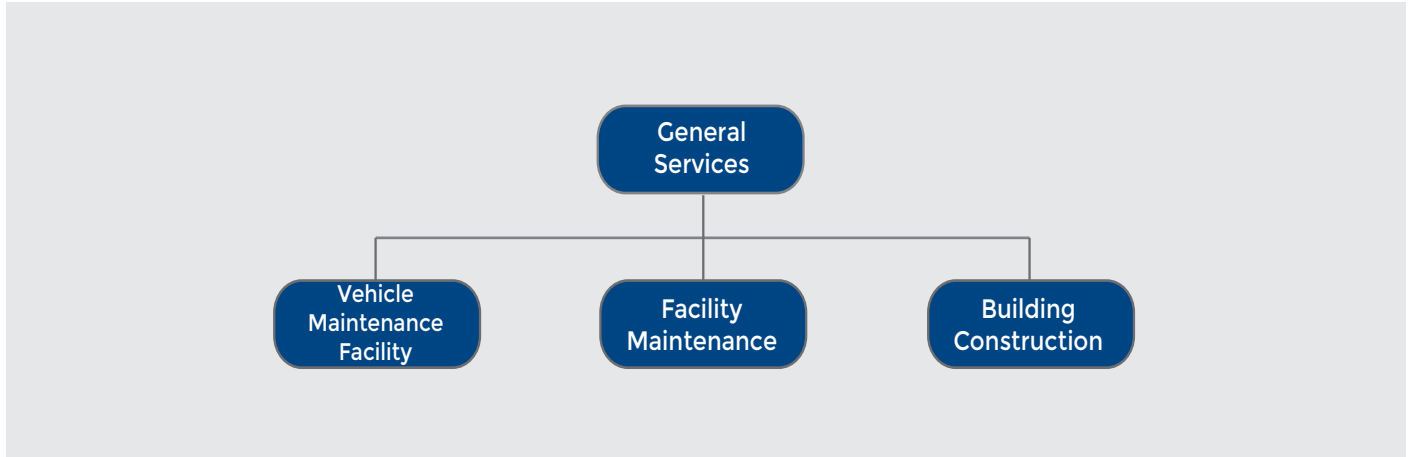 General
Services
Vehicle
Maintenance
Facility
Facility
Maintenance
Building
Construction